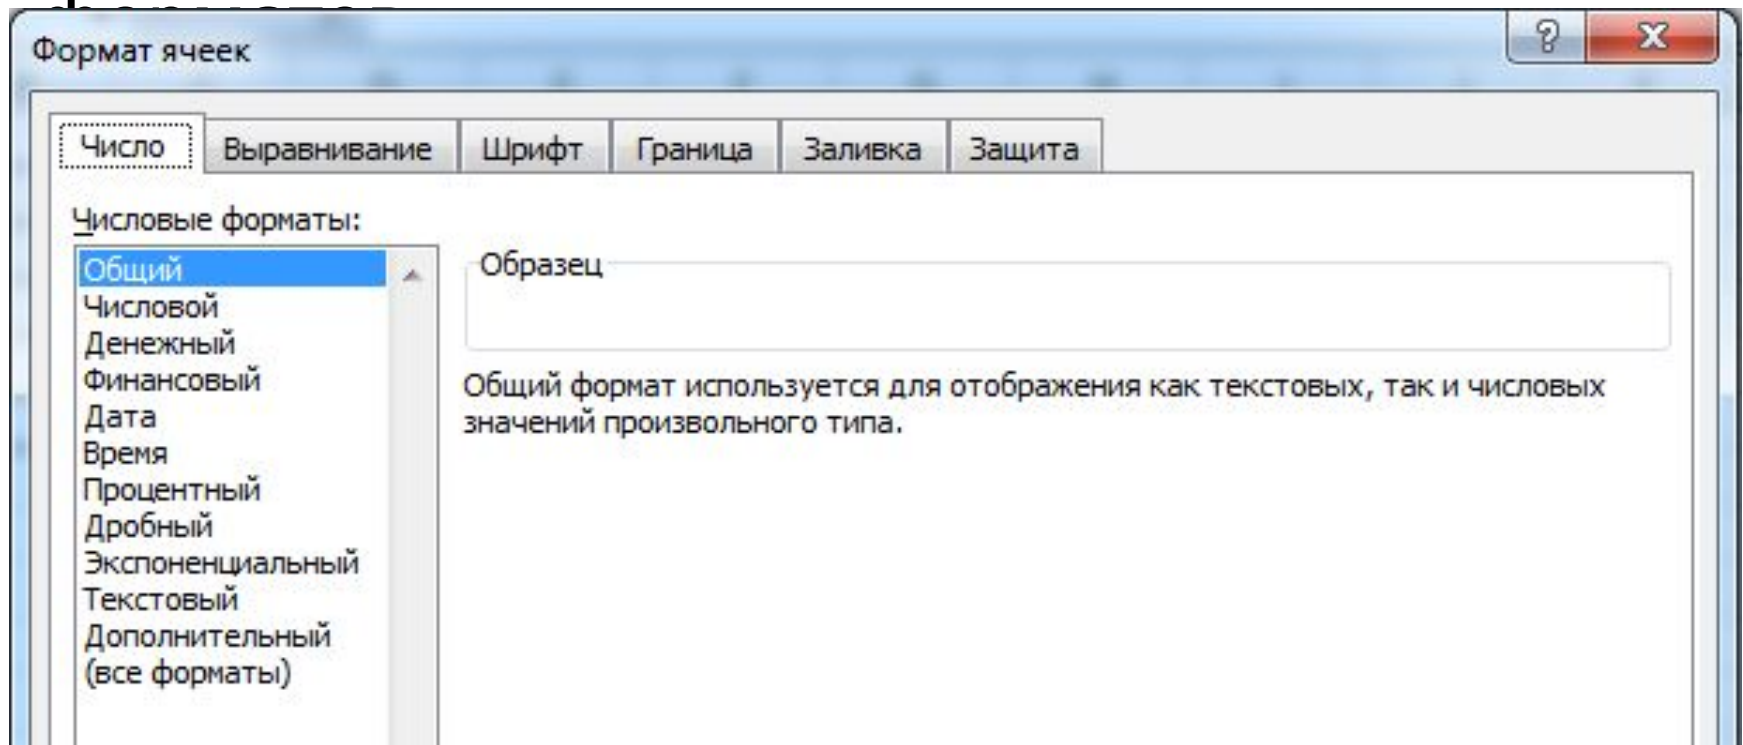 Формат ячеек
Число Выравнивание Шрифт Граница Заливка Защита
Числовые форматы:
Общий
Числовой
Денежный
Финансовый
Дата
Время
Процентный
Дробный
Экспоненциальный
Текстовый
Дополнительный
(все форматы)
Образец
Общий формат используется для отображения как текстовых, так и числовых
значений произвольного типа.